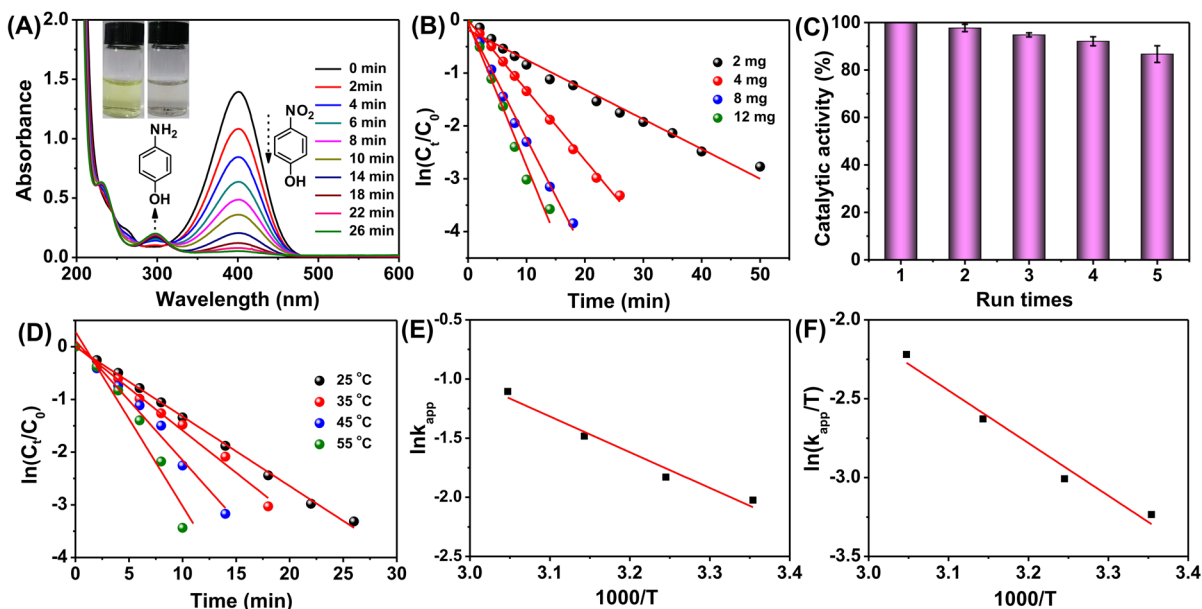 (A)
2.0
1.5
1.0
0.5
0.0
Absorbance
200 300 400 500 600
Wavelength (nm)
NH₂
OH
NO₂
OH
0 min
2min
4 min
6 min
8 min
10 min
14 min
18 min
22 min
26 min
(B)
0
-1
-2
-3
-4
ln(Cₜ/C₀)
0 10 20 30 40 50
Time (min)
2 mg
4 mg
8 mg
12 mg
(C)
100
80
60
40
20
0
Catalytic activity (%)
1 2 3 4 5
Run times
(D)
0
-1
-2
-3
-4
ln(Cₜ/C₀)
0 5 10 15 20 25 30
Time (min)
25 °C
35 °C
45 °C
55 °C
(E)
-0.5
-1.0
-1.5
-2.0
-2.5
lnkₐₚₚ
3.0 3.1 3.2 3.3 3.4
1000/T
(F)
-2.0
-2.5
-3.0
-3.5
ln(kₐₚₚ/T)
3.0 3.1 3.2 3.3 3.4
1000/T